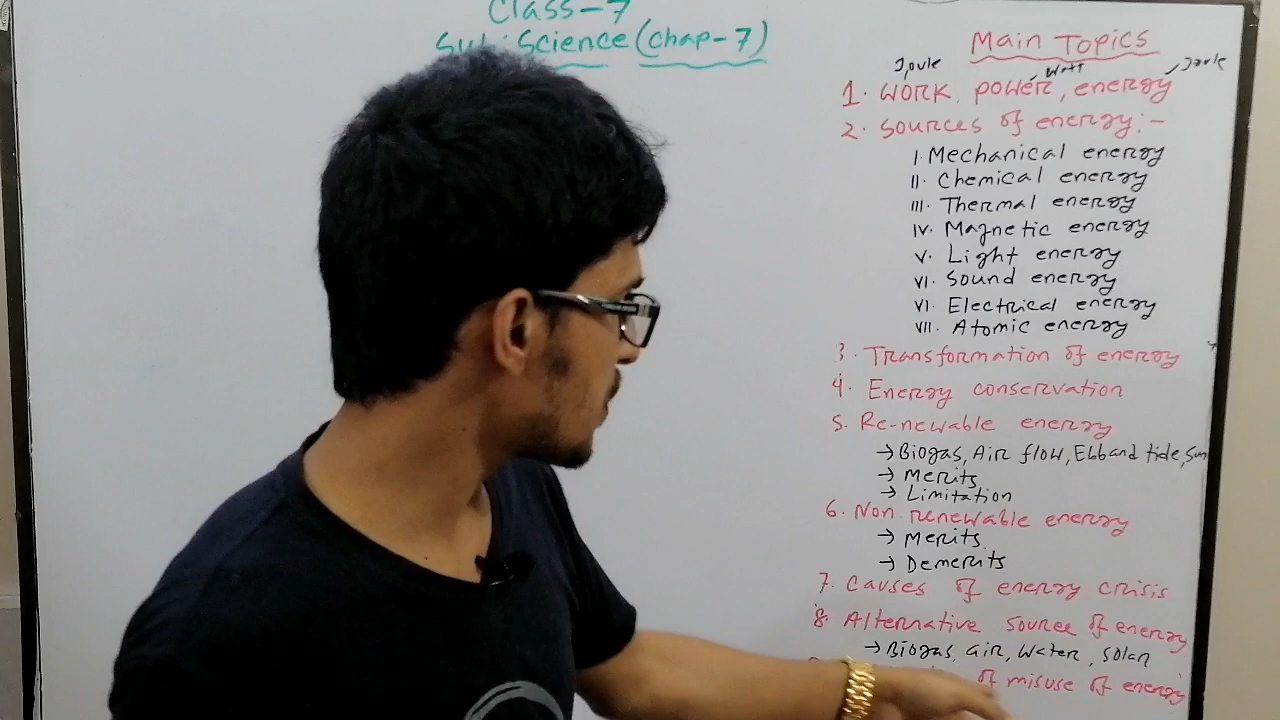 Class-7
Sub: Science (chap-7)
Main Topics
Joule Watt Joule
1. Work, power, energy
2. Sources of energy:-
I. Mechanical energy
II. Chemical energy
III. Thermal energy
IV. Magnetic energy
V. Light energy
VI. Sound energy
VI. Electrical energy
VII. Atomic energy
3. Transformation of energy
4. Energy conservation
5. Re-newable energy
→ Biogas, Air flow, Ebb and tide, Sun
→ Merits
→ Limitation
6. Non renewable energy
→ Merits
→ Demerits
7. Causes of energy crisis
8. Alternative source of energy
→ Biogas, air, water, solar
of misuse of energy